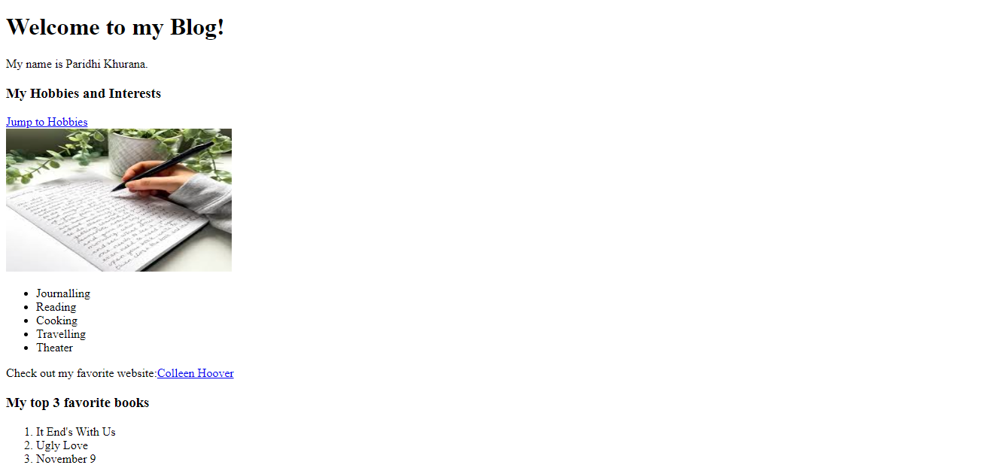 Welcome to my Blog!
My name is Paridhi Khurana.
My Hobbies and Interests
Jump to Hobbies
Journalling
Reading
Cooking
Travelling
Theater
Check out my favorite website:Colleen Hoover
My top 3 favorite books
1. It End's With Us
2. Ugly Love
3. November 9